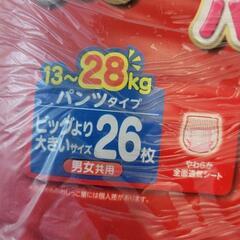 13～28kg
パンツタイプ
ビッグより
大きいサイズ
26枚
男女共用
やわらか
全面通気シート